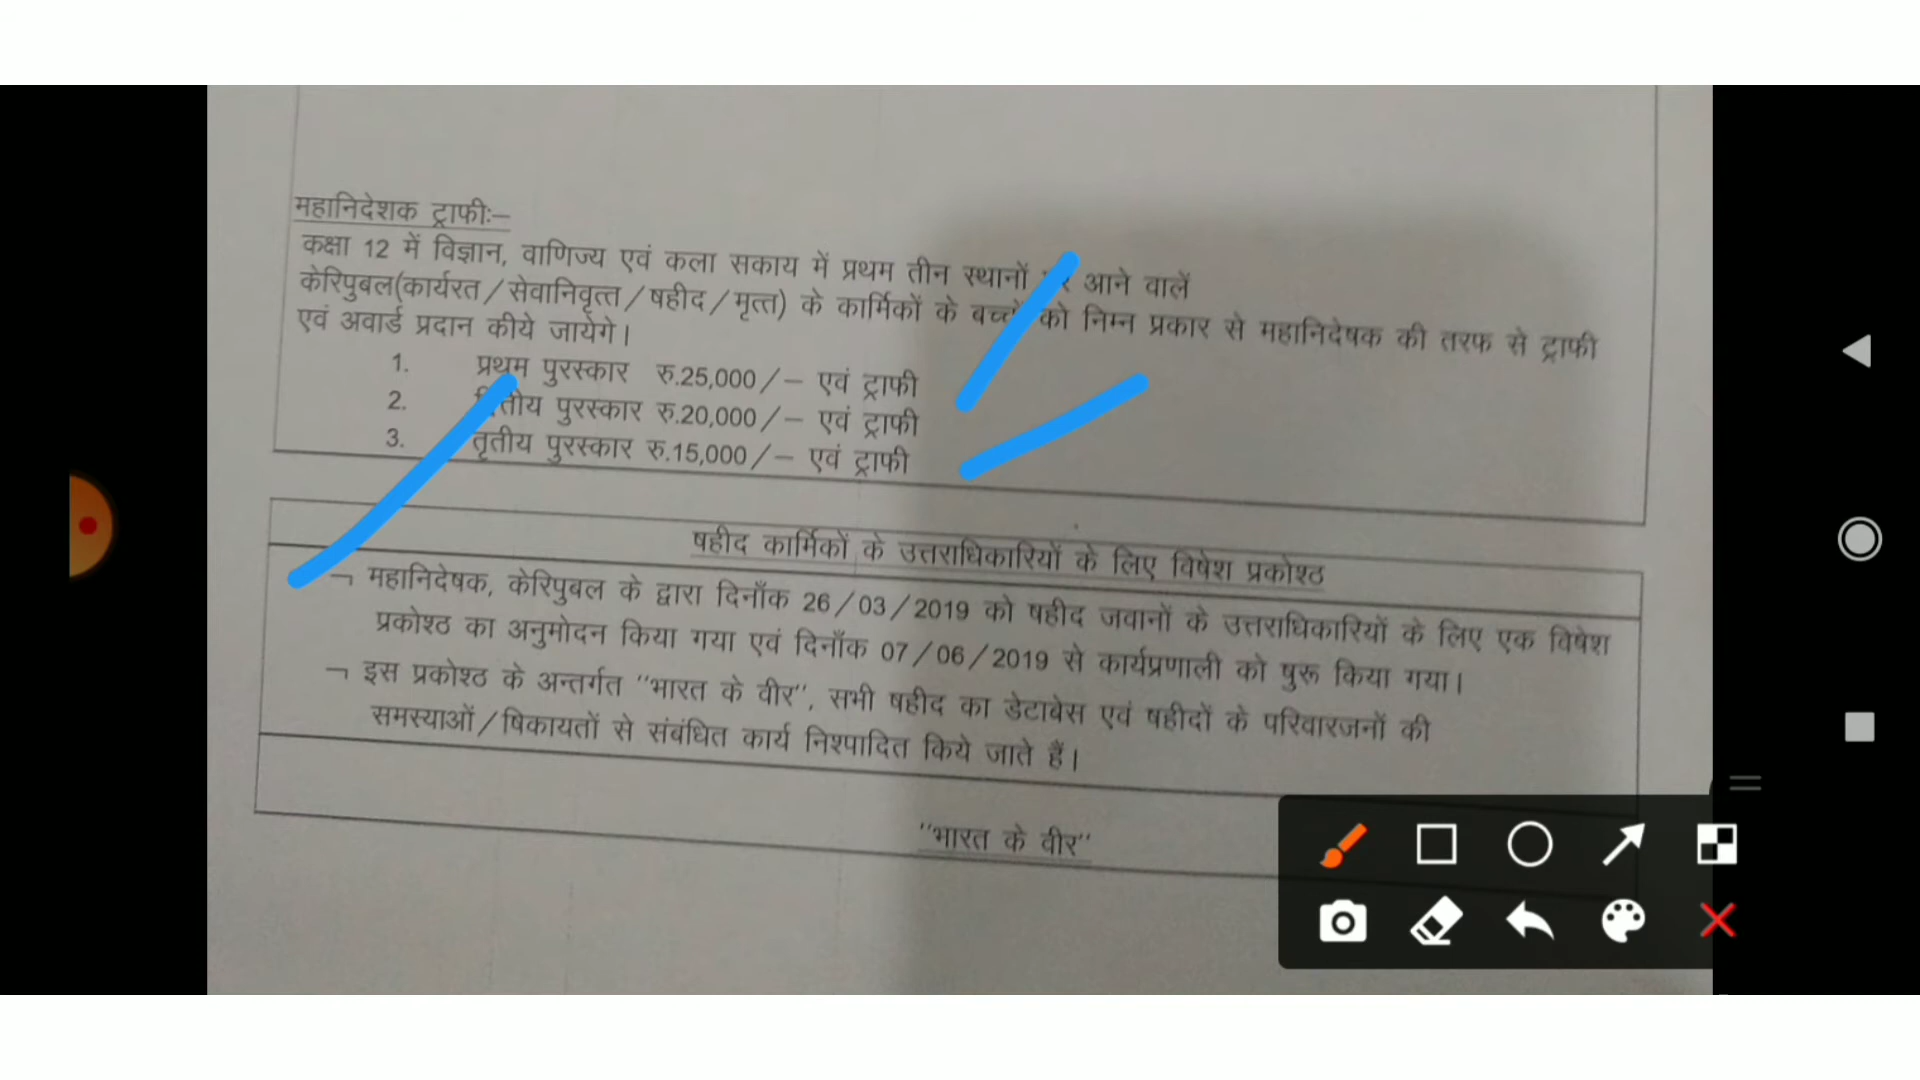 महानिदेशक ट्राफी:–
कक्षा 12 में विज्ञान, वाणिज्य एवं कला सकाय में प्रथम तीन स्थानों आने वालें
केरिपुबल(कार्यरत/सेवानिवृत्त/षहीद/मृत्त) के कार्मिकों के को निम्न प्रकार से महानिदेषक की तरफ से ट्राफी
एवं अवार्ड प्रदान कीये जायेगे।
1. प्रथम पुरस्कार रु.25,000/– एवं ट्राफी
2. पुरस्कार रु.20,000/– एवं ट्राफी
3. तृतीय पुरस्कार रु.15,000/– एवं ट्राफी
षहीद कार्मिकों के उत्तराधिकारियों के लिए विषेश प्रकोश्ठ
¬ महानिदेषक, केरिपुबल के द्वारा दिनाँक 26/03/2019 को षहीद जवानों के उत्तराधिकारियों के लिए एक विषेश
प्रकोश्ठ का अनुमोदन किया गया एवं दिनाँक 07/06/2019 से कार्यप्रणाली को षुरू किया गया।
¬ इस प्रकोश्ठ के अन्तर्गत "भारत के वीर", सभी षहीद का डेटाबेस एवं षहीदों के परिवारजनों की
समस्याओं/षिकायतों से संबंधित कार्य निश्पादित किये जाते हैं।
"भारत के वीर"